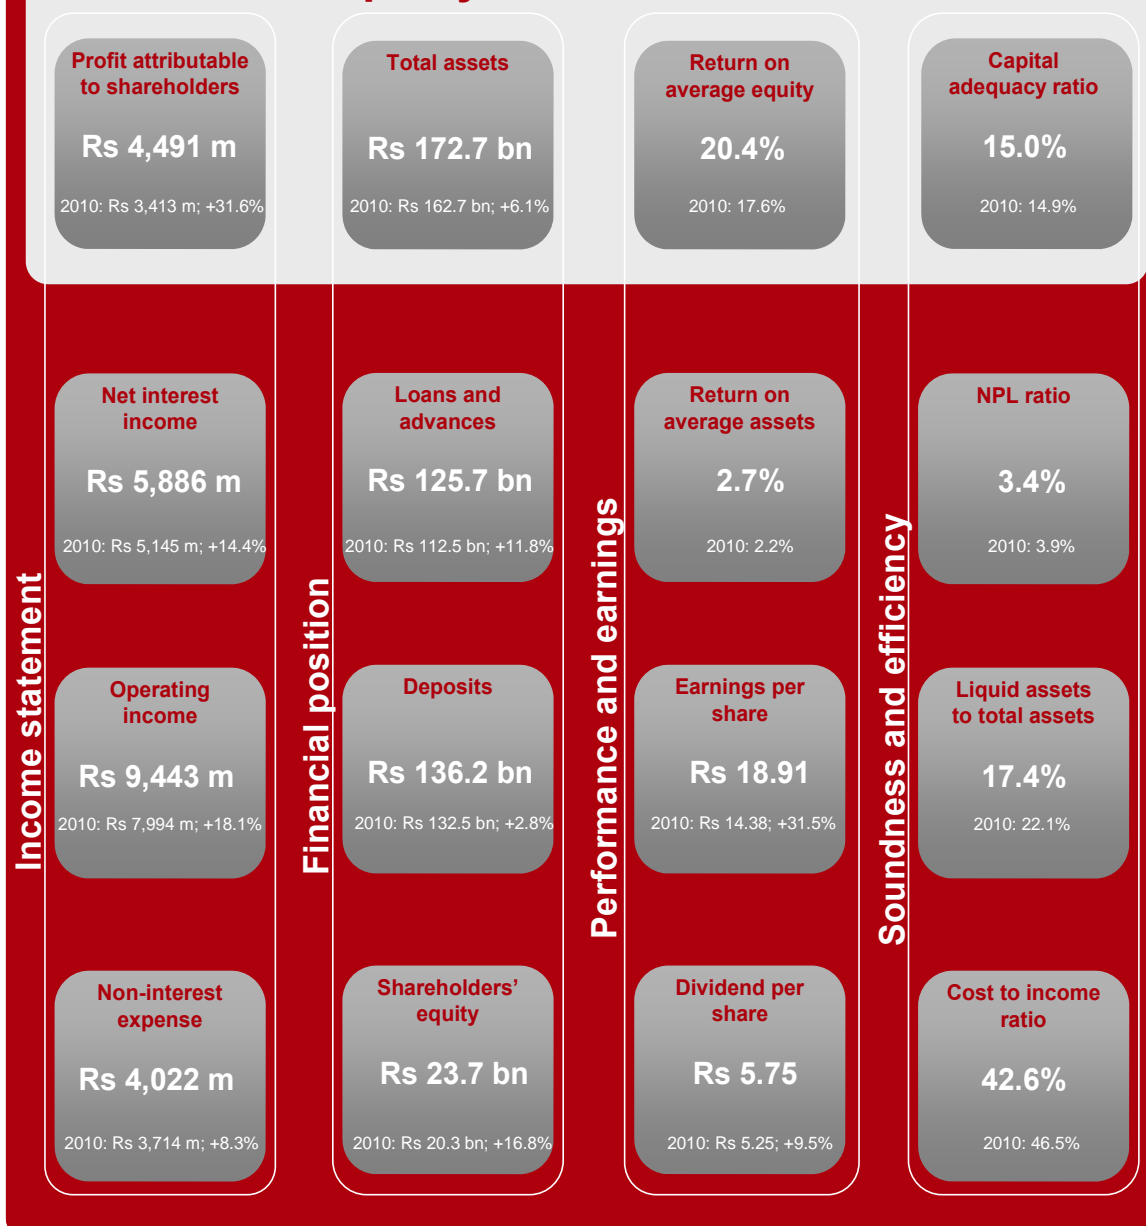 Income statement
Profit attributable
to shareholders
Rs 4,491 m
2010: Rs 3,413 m; +31.6%
Net interest
income
Rs 5,886 m
2010: Rs 5,145 m; +14.4%
Operating
income
Rs 9,443 m
2010: Rs 7,994 m; +18.1%
Non-interest
expense
Rs 4,022 m
2010: Rs 3,714 m; +8.3%
Financial position
Total assets
Rs 172.7 bn
2010: Rs 162.7 bn; +6.1%
Loans and
advances
Rs 125.7 bn
2010: Rs 112.5 bn; +11.8%
Deposits
Rs 136.2 bn
2010: Rs 132.5 bn; +2.8%
Shareholders’
equity
Rs 23.7 bn
2010: Rs 20.3 bn; +16.8%
Performance and earnings
Return on
average equity
20.4%
2010: 17.6%
Return on
average assets
2.7%
2010: 2.2%
Earnings per
share
Rs 18.91
2010: Rs 14.38; +31.5%
Dividend per
share
Rs 5.75
2010: Rs 5.25; +9.5%
Soundness and efficiency
Capital
adequacy ratio
15.0%
2010: 14.9%
NPL ratio
3.4%
2010: 3.9%
Liquid assets
to total assets
17.4%
2010: 22.1%
Cost to income
ratio
42.6%
2010: 46.5%